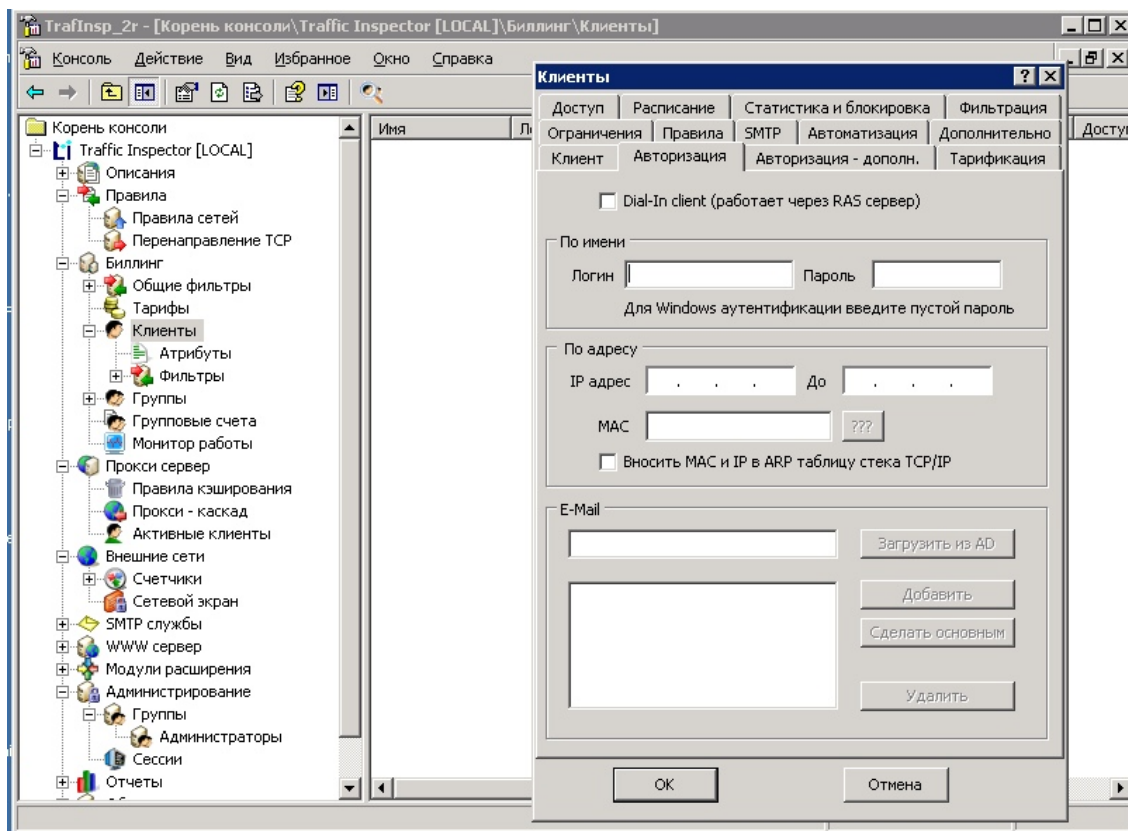 TrafInsp_2r - [Корень консоли\Traffic Inspector [LOCAL]\Биллинг\Клиенты]
Консоль Действие Вид Избранное Окно Справка
Корень консоли
Traffic Inspector [LOCAL]
Описания
Правила
Правила сетей
Перенаправление TCP
Биллинг
Общие фильтры
Тарифы
Клиенты
Атрибуты
Фильтры
Группы
Групповые счета
Монитор работы
Прокси сервер
Правила кэширования
Прокси - каскад
Активные клиенты
Внешние сети
Счетчики
Сетевой экран
SMTP службы
WWW сервер
Модули расширения
Администрирование
Группы
Администраторы
Сессии
Отчеты
Имя
Клиенты
Доступ Расписание Статистика и блокировка Фильтрация
Ограничения Правила SMTP Автоматизация Дополнительно
Клиент Авторизация Авторизация - дополн. Тарификация
Dial-In client (работает через RAS сервер)
По имени
Логин Пароль
Для Windows аутентификации введите пустой пароль
По адресу
IP адрес . . . До . . .
MAC ???
Вносить MAC и IP в ARP таблицу стека TCP/IP
E-Mail
Загрузить из AD
Добавить
Сделать основным
Удалить
OK Отмена